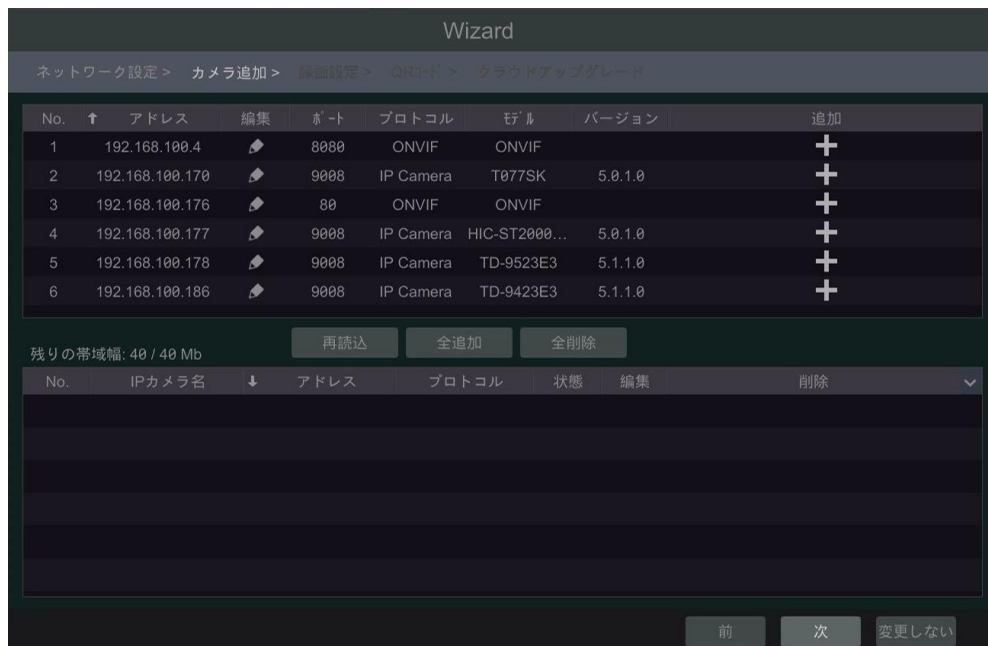 Wizard
ネットワーク設定 > カメラ追加 > 録画設定 > QRコード > クラウドアップグレード
No. ↑ アドレス 編集 ポート プロトコル モデル バージョン 追加
1 192.168.100.4 8080 ONVIF ONVIF
2 192.168.100.170 9008 IP Camera T077SK 5.0.1.0
3 192.168.100.176 80 ONVIF ONVIF
4 192.168.100.177 9008 IP Camera HIC-ST2000... 5.0.1.0
5 192.168.100.178 9008 IP Camera TD-9523E3 5.1.1.0
6 192.168.100.186 9008 IP Camera TD-9423E3 5.1.1.0
再読込 全追加 全削除
残りの帯域幅: 40 / 40 Mb
No. IPカメラ名 ↓ アドレス プロトコル 状態 編集 削除
前 次 変更しない